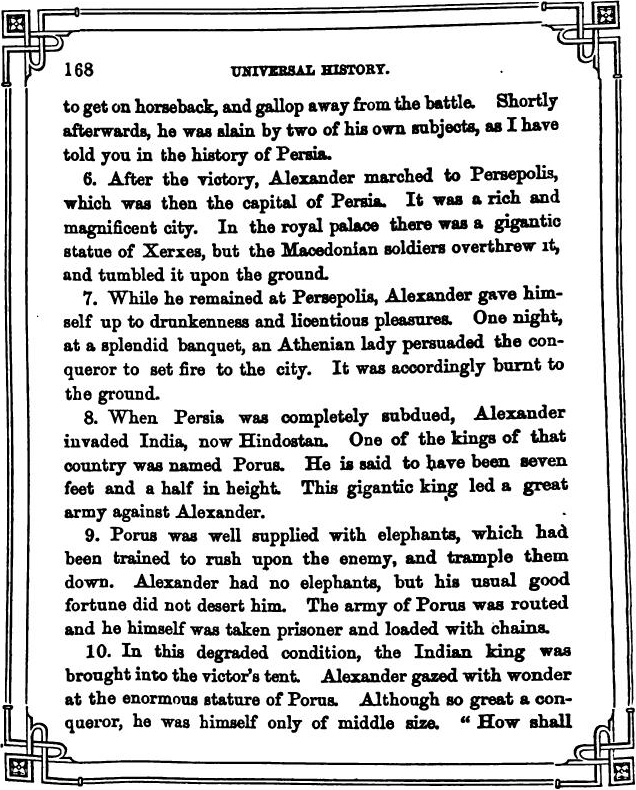 168 UNIVERSAL HISTORY.
to get on horseback, and gallop away from the battle. Shortly
afterwards, he was slain by two of his own subjects, as I have
told you in the history of Persia.
6. After the victory, Alexander marched to Persepolis,
which was then the capital of Persia. It was a rich and
magnificent city. In the royal palace there was a gigantic
statue of Xerxes, but the Macedonian soldiers overthrew it,
and tumbled it upon the ground.
7. While he remained at Persepolis, Alexander gave him-
self up to drunkenness and licentious pleasures. One night,
at a splendid banquet, an Athenian lady persuaded the con-
queror to set fire to the city. It was accordingly burnt to
the ground.
8. When Persia was completely subdued, Alexander
invaded India, now Hindostan. One of the kings of that
country was named Porus. He is said to have been seven
feet and a half in height. This gigantic king led a great
army against Alexander.
9. Porus was well supplied with elephants, which had
been trained to rush upon the enemy, and trample them
down. Alexander had no elephants, but his usual good
fortune did not desert him. The army of Porus was routed
and he himself was taken prisoner and loaded with chains.
10. In this degraded condition, the Indian king was
brought into the victor's tent. Alexander gazed with wonder
at the enormous stature of Porus. Although so great a con-
queror, he was himself only of middle size. “ How shall